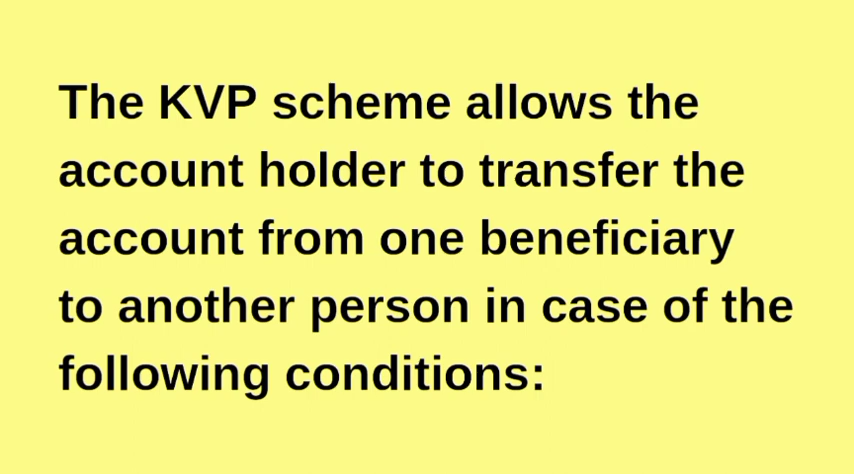 The KVP scheme allows the
account holder to transfer the
account from one beneficiary
to another person in case of the
following conditions: